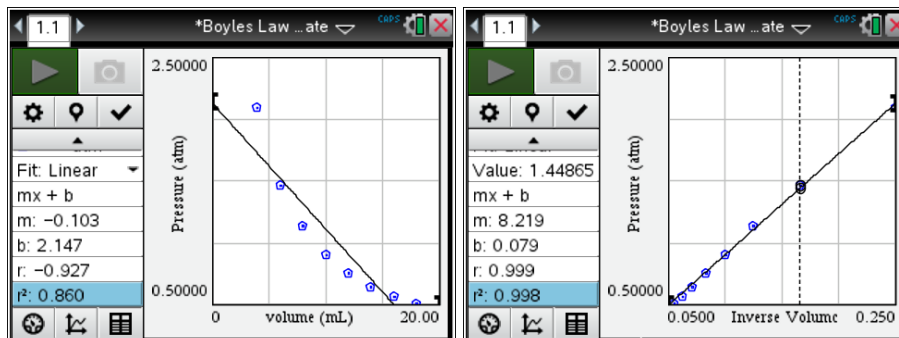 1.1
*Boyles Law ...ate
CAPS
2.50000
Pressure (atm)
0.50000
0
volume (mL)
20.00
Fit: Linear
mx + b
m: -0.103
b: 2.147
r: -0.927
r²: 0.860
1.1
*Boyles Law ...ate
CAPS
2.50000
Pressure (atm)
0.50000
0.0500
Inverse Volume
0.250
Value: 1.44865
mx + b
m: 8.219
b: 0.079
r: 0.999
r²: 0.998